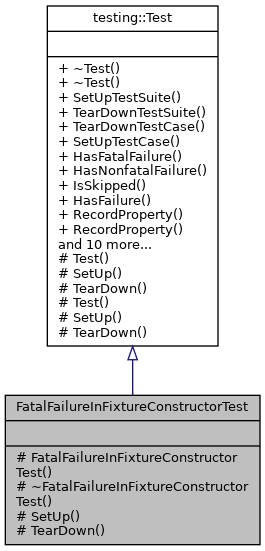 testing::Test
+ ~Test()
+ ~Test()
+ SetUpTestSuite()
+ TearDownTestSuite()
+ TearDownTestCase()
+ SetUpTestCase()
+ HasFatalFailure()
+ HasNonfatalFailure()
+ IsSkipped()
+ HasFailure()
+ RecordProperty()
+ RecordProperty()
and 10 more...
# Test()
# SetUp()
# TearDown()
# Test()
# SetUp()
# TearDown()
FatalFailureInFixtureConstructorTest
# FatalFailureInFixtureConstructor
Test()
# ~FatalFailureInFixtureConstructor
Test()
# SetUp()
# TearDown()